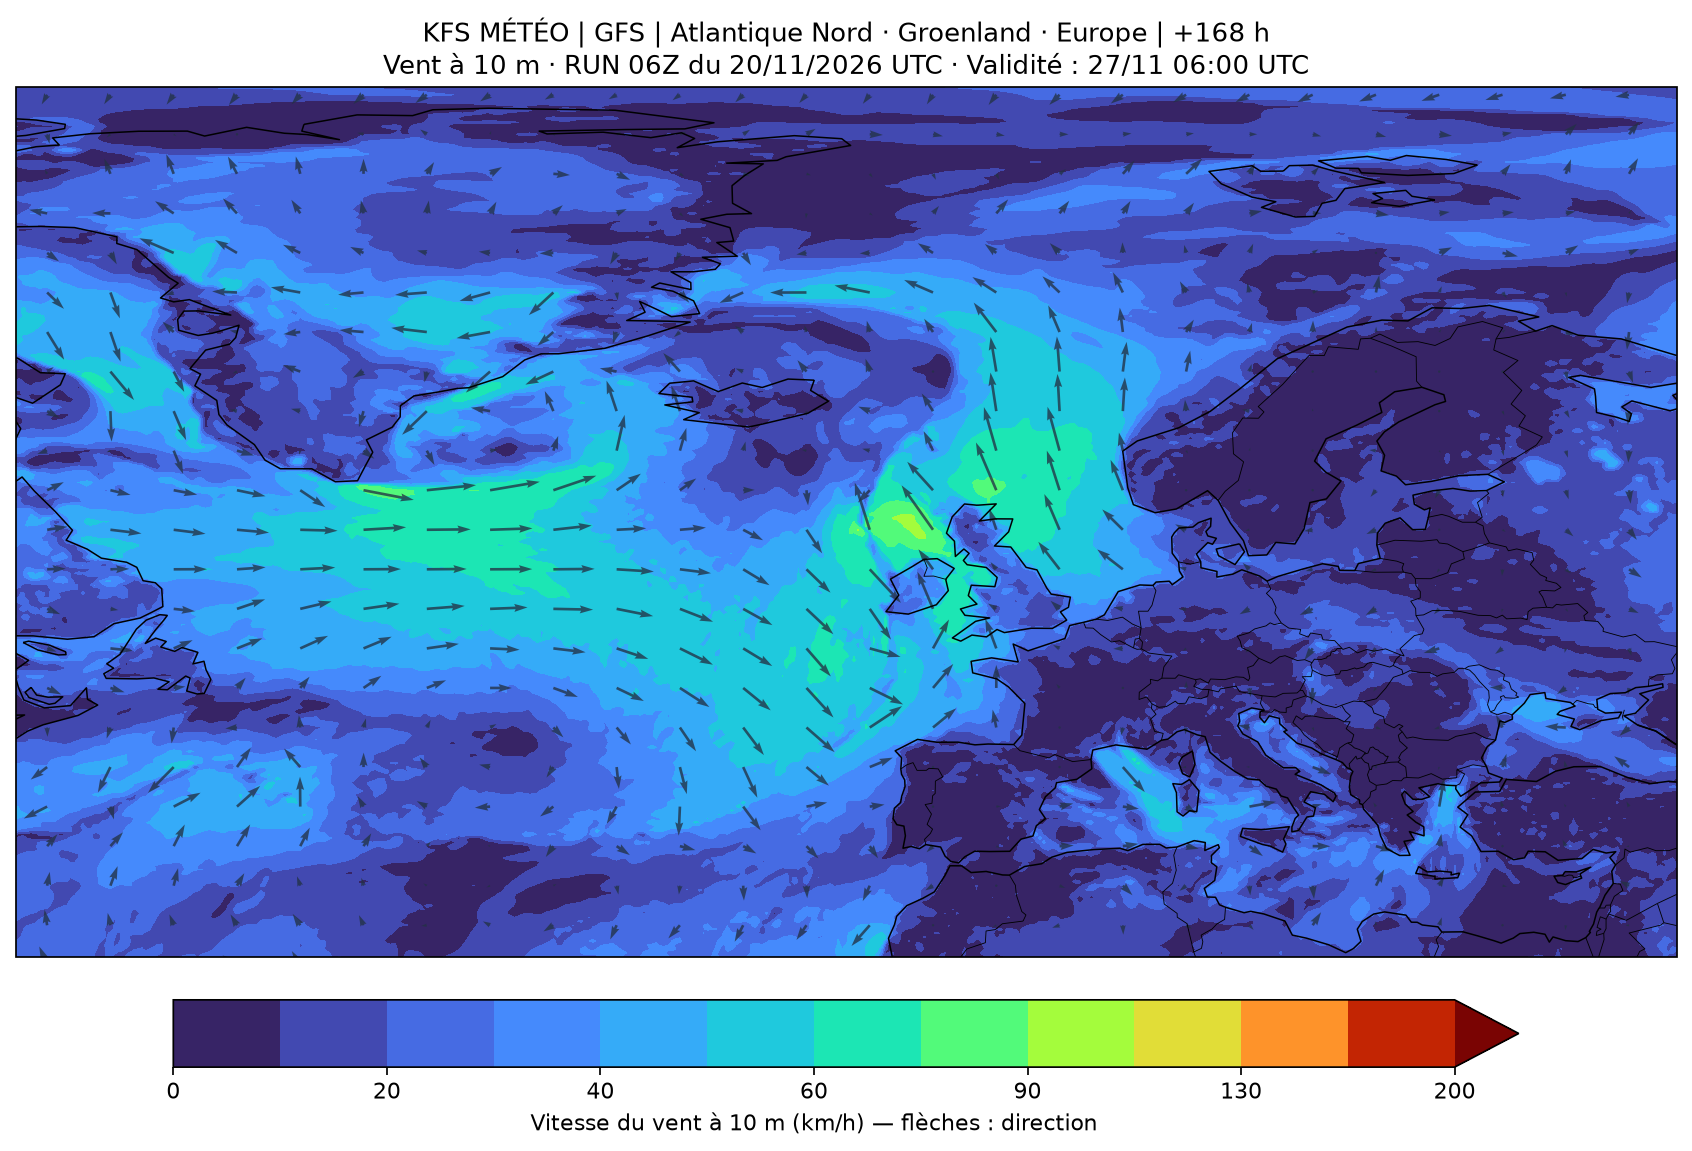 KFS MÉTÉO | GFS | Atlantique Nord · Groenland · Europe | +168 h
Vent à 10 m · RUN 06Z du 20/11/2026 UTC · Validité : 27/11 06:00 UTC
0 20 40 60 90 130 200
Vitesse du vent à 10 m (km/h) — flèches : direction